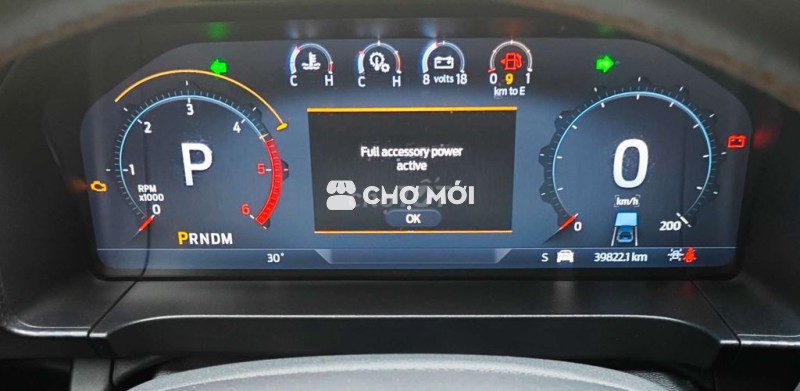 C H
C H
8 volts 18
0 9 1
km to E
1
2
3
4
5
6
0
RPM
x1000
P
PRNDM
Full accessory power
active
CHỢ MỚI
OK
0
km/h
0
200
30°
S
39822.1 km